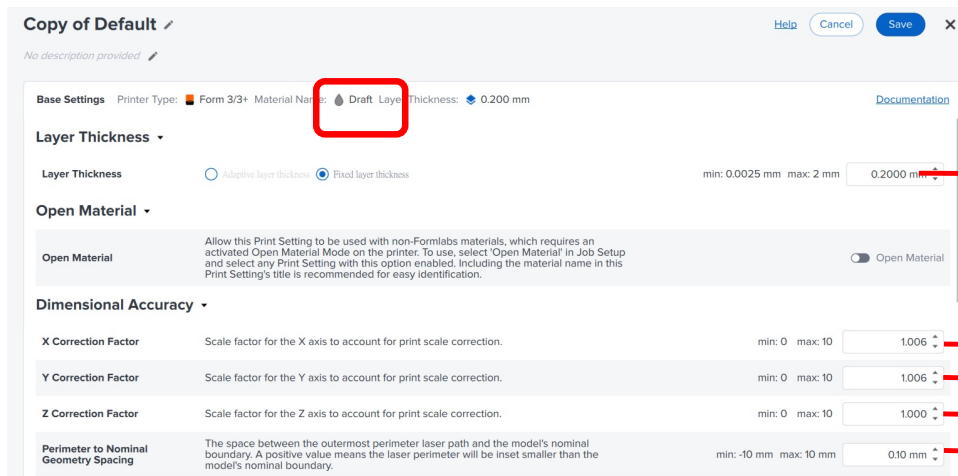 Copy of Default
Help Cancel Save
No description provided
Base Settings Printer Type: Form 3/3+ Material Name: Draft Layer Thickness: 0.200 mm Documentation
Layer Thickness
Layer Thickness Adaptive layer thickness Fixed layer thickness min: 0.0025 mm max: 2 mm 0.2000 mm
Open Material
Allow this Print Setting to be used with non-Formlabs materials, which requires an
Open Material activated Open Material Mode on the printer. To use, select 'Open Material' in Job Setup Open Material
and select any Print Setting with this option enabled. Including the material name in this
Print Setting's title is recommended for easy identification.
Dimensional Accuracy
X Correction Factor Scale factor for the X axis to account for print scale correction. min: 0 max: 10 1.006
Y Correction Factor Scale factor for the Y axis to account for print scale correction. min: 0 max: 10 1.006
Z Correction Factor Scale factor for the Z axis to account for print scale correction. min: 0 max: 10 1.000
Perimeter to Nominal The space between the outermost perimeter laser path and the model's nominal
Geometry Spacing boundary. A positive value means the laser perimeter will be inset smaller than the min: -10 mm max: 10 mm 0.10 mm
model's nominal boundary.